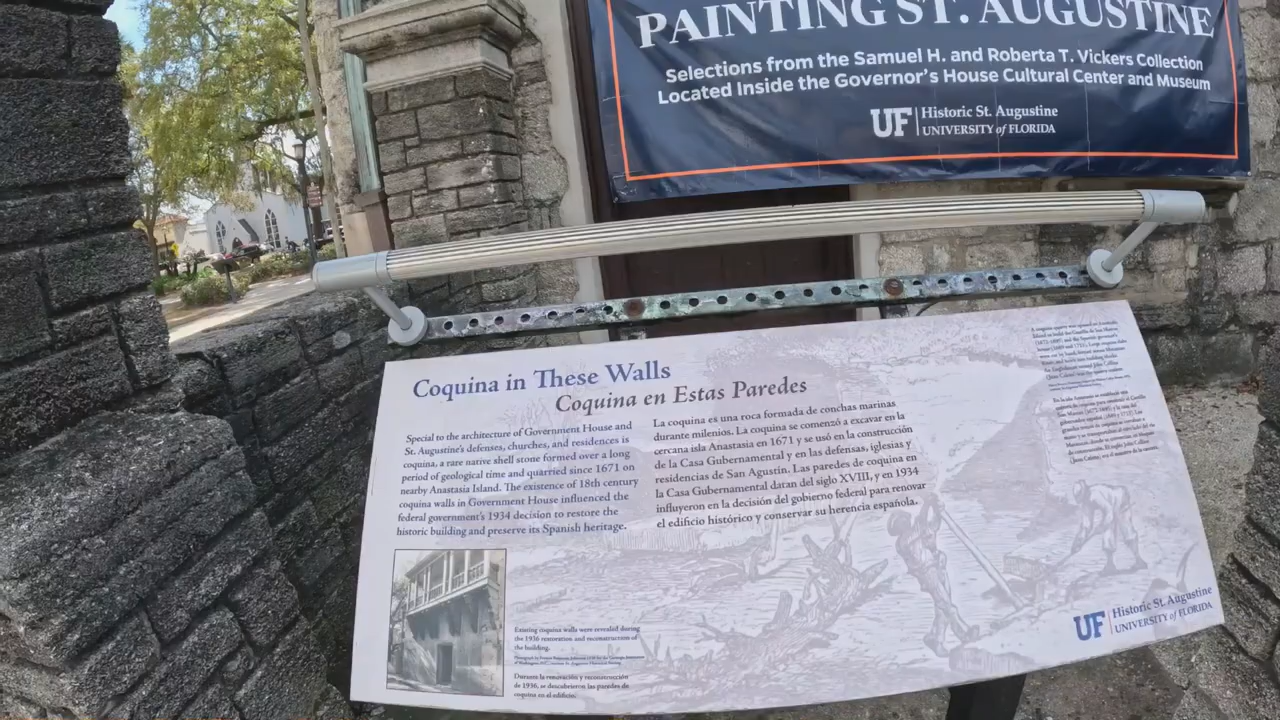 PAINTING ST. AUGUSTINE
Selections from the Samuel H. and Roberta T. Vickers Collection
Located Inside the Governor's House Cultural Center and Museum
UF Historic St. Augustine
UNIVERSITY of FLORIDA
Coquina in These Walls
Coquina en Estas Paredes
Special to the architecture of Government House and
St. Augustine's defenses, churches, and residences is
coquina, a rare native shell stone formed over a long
period of geological time and quarried since 1671 on
nearby Anastasia Island. The existence of 18th century
coquina walls in Government House influenced the
federal government's 1934 decision to restore the
historic building and preserve its Spanish heritage.
La coquina es una roca formada de conchas marinas
durante milenios. La coquina se comenzó a excavar en la
cercana isla Anastasia en 1671 y se usó en la construcción
de la Casa Gubernamental y en las defensas, iglesias y
residencias de San Agustín. Las paredes de coquina en
la Casa Gubernamental datan del siglo XVIII, y en 1934
influyeron en la decisión del gobierno federal para renovar
el edificio histórico y conservar su herencia española.
Existing coquina walls were revealed during
the 1936 restoration and reconstruction of
the building.
Durante la renovación y reconstrucción
de 1936, se descubrieron las paredes de
coquina en el edificio.
UF Historic St. Augustine
UNIVERSITY of FLORIDA